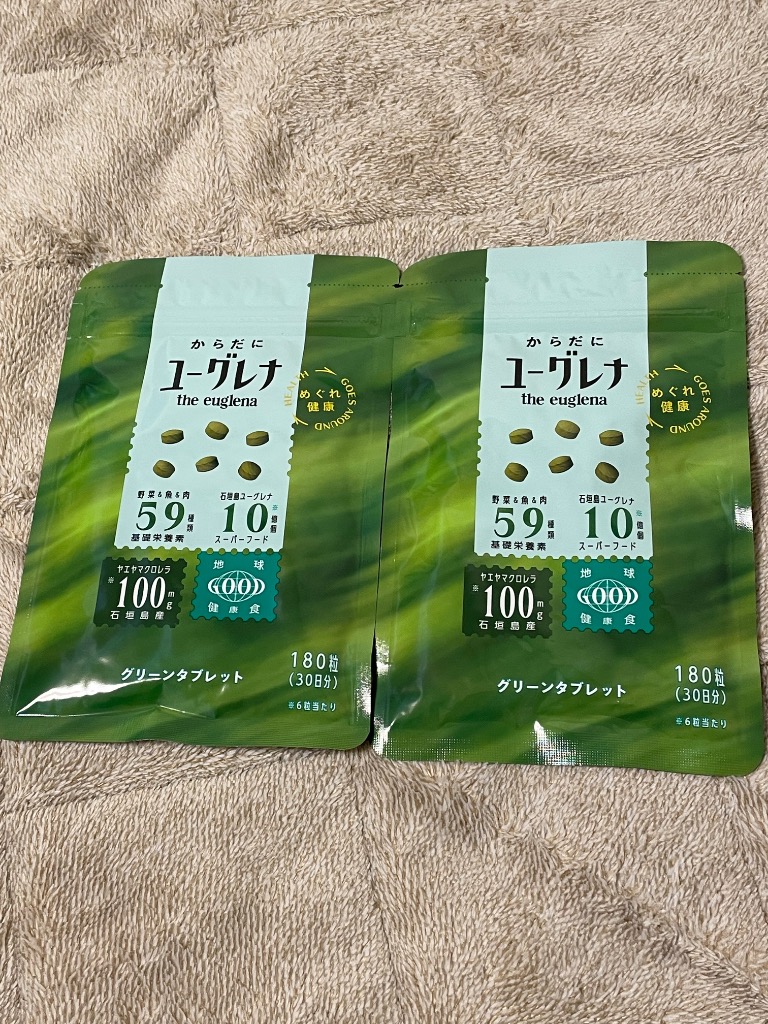 からだに
ユーグレナ
the euglena
HEALTH GOES AROUND
めぐれ
健康
野菜&魚&肉
59種類
基礎栄養素
石垣島ユーグレナ
10億個※
スーパーフード
ヤエヤマクロレラ
※100mg
石垣島産
地球
GOOD
健康食
グリーンタブレット
180粒
(30日分)
※6粒当たり
からだに
ユーグレナ
the euglena
HEALTH GOES AROUND
めぐれ
健康
野菜&魚&肉
59種類
基礎栄養素
石垣島ユーグレナ
10億個※
スーパーフード
ヤエヤマクロレラ
※100mg
石垣島産
地球
GOOD
健康食
グリーンタブレット
180粒
(30日分)
※6粒当たり